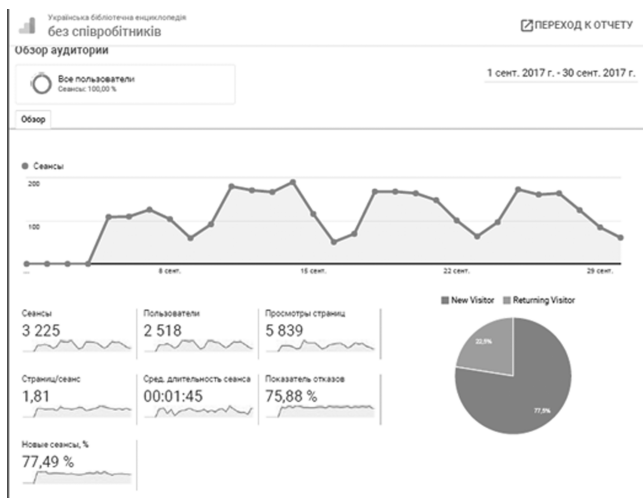 Українська бібліотечна енциклопедія
без співробітників
ПЕРЕХОД К ОТЧЕТУ
Обзор аудитории
Все пользователи
Сеансы: 100,00 %
1 сент. 2017 г. - 30 сент. 2017 г.
Обзор
Сеансы
200
100
8 сент.
15 сент.
22 сент.
29 сент.
New Visitor
Returning Visitor
Сеансы
3 225
Пользователи
2 518
Просмотры страниц
5 839
22,5%
77,5%
Страниц/сеанс
1,81
Сред. длительность сеанса
00:01:45
Показатель отказов
75,88 %
Новые сеансы, %
77,49 %